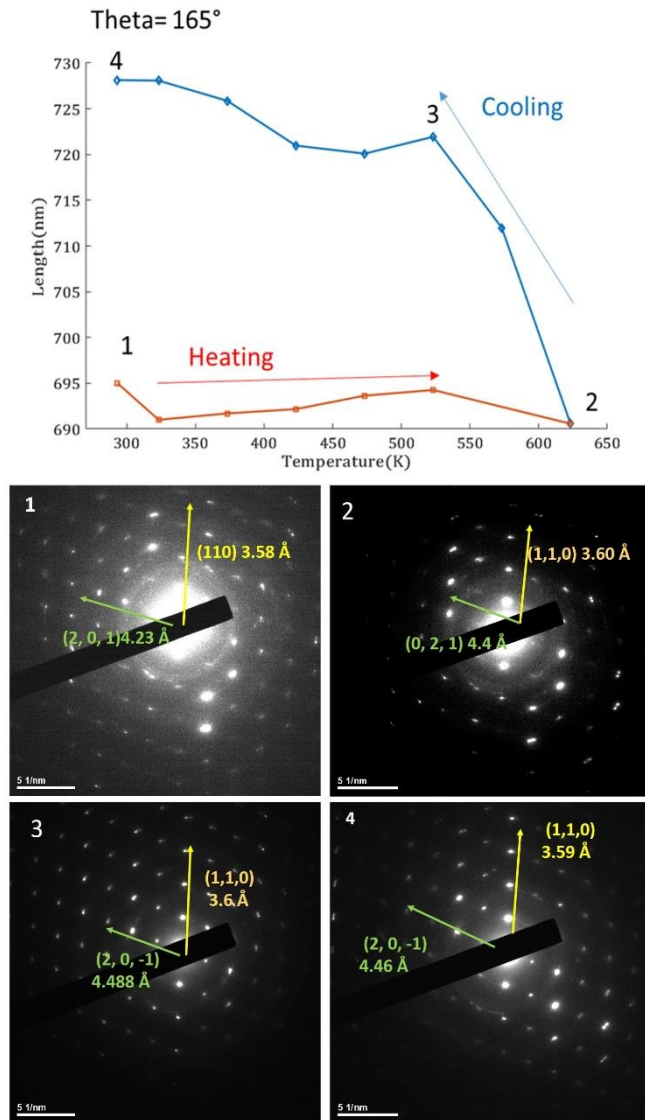 Theta= 165°
730
725
720
715
710
705
700
695
690
Length(nm)
300
350
400
450
500
550
600
650
Temperature(K)
4
3
Cooling
1
Heating
2
1
(110) 3.58 Å
(2, 0, 1)4.23 Å
5 1/nm
2
(1,1,0) 3.60 Å
(0, 2, 1) 4.4 Å
5 1/nm
3
(1,1,0)
3.6 Å
(2, 0, -1)
4.488 Å
5 1/nm
4
(1,1,0)
3.59 Å
(2, 0, -1)
4.46 Å
5 1/nm